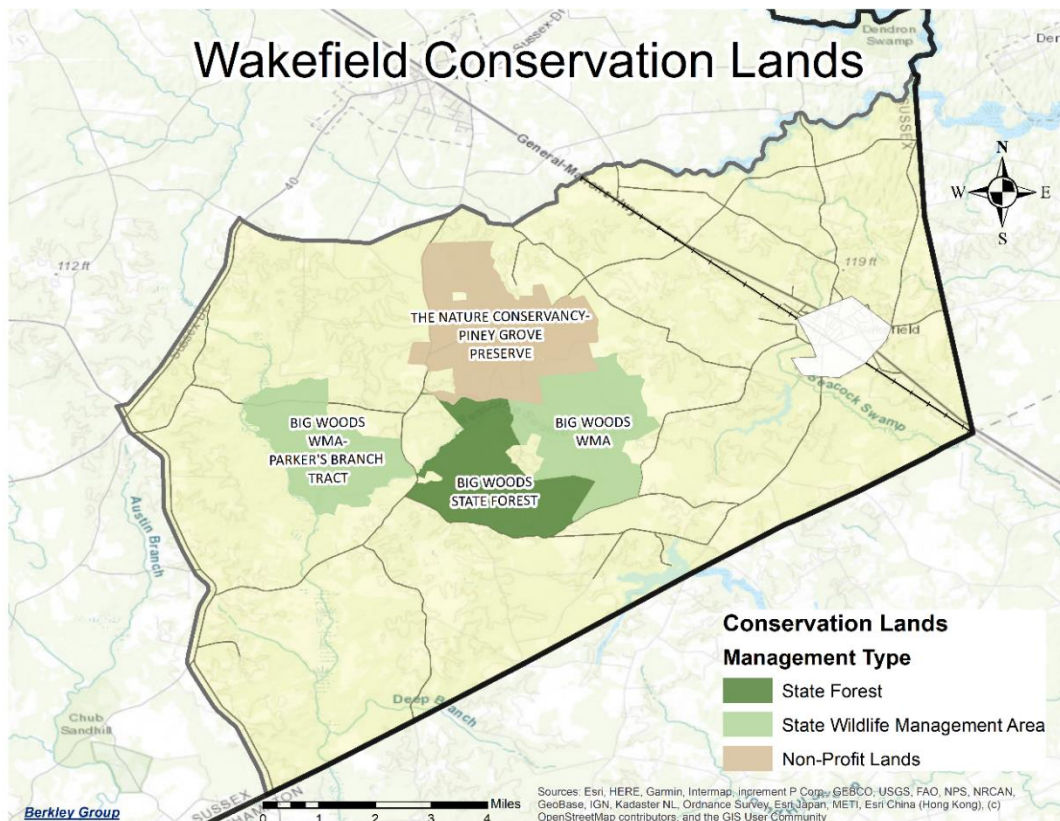 Wakefield Conservation Lands
Dendron
Swamp
General-Mahone Hwy
SUSSEX
40
N
W
E
S
112 ft
119 ft
THE NATURE CONSERVANCY-
PINEY GROVE
PRESERVE
Seacock Swamp
BIG WOODS
WMA-
PARKER'S BRANCH
TRACT
BIG WOODS
WMA
BIG WOODS
STATE FOREST
Austin Branch
Deep Branch
Chub
Sandhill
SUSSEX
Conservation Lands
Management Type
State Forest
State Wildlife Management Area
Non-Profit Lands
0 1 2 3 4 Miles
Berkley Group
Sources: Esri, HERE, Garmin, Intermap, increment P Corp., GEBCO, USGS, FAO, NPS, NRCAN,
GeoBase, IGN, Kadaster NL, Ordnance Survey, Esri Japan, METI, Esri China (Hong Kong), (c)
OpenStreetMap contributors, and the GIS User Community